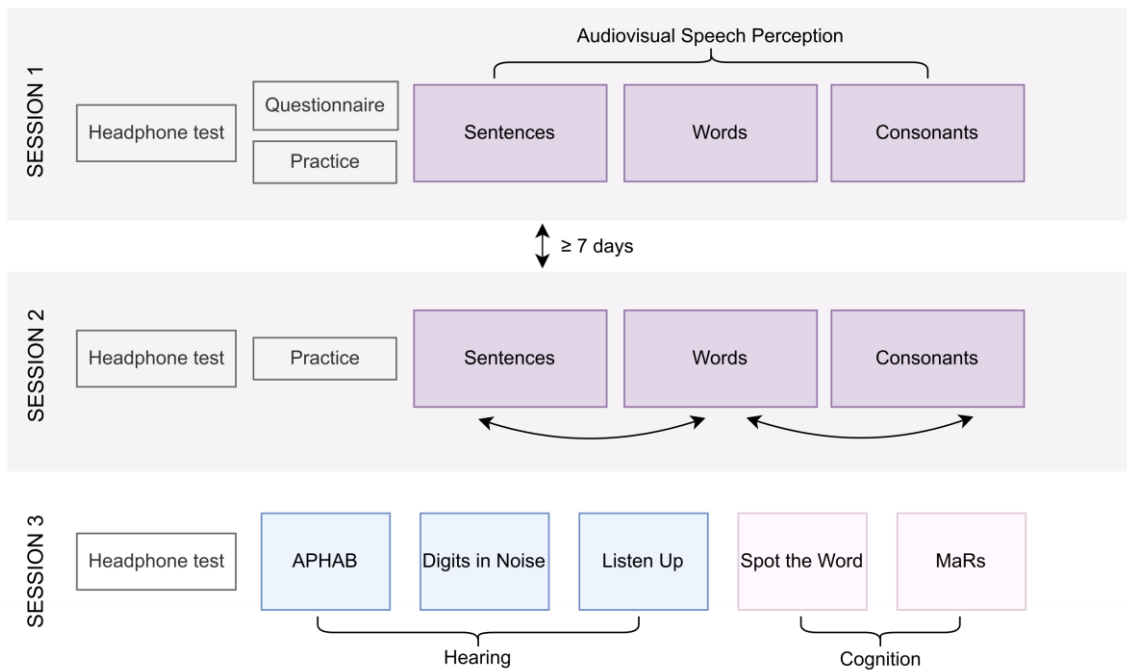 Audiovisual Speech Perception
SESSION 1
Headphone test
Questionnaire
Practice
Sentences
Words
Consonants
≥ 7 days
SESSION 2
Headphone test
Practice
Sentences
Words
Consonants
SESSION 3
Headphone test
APHAB
Digits in Noise
Listen Up
Spot the Word
MaRs
Hearing
Cognition